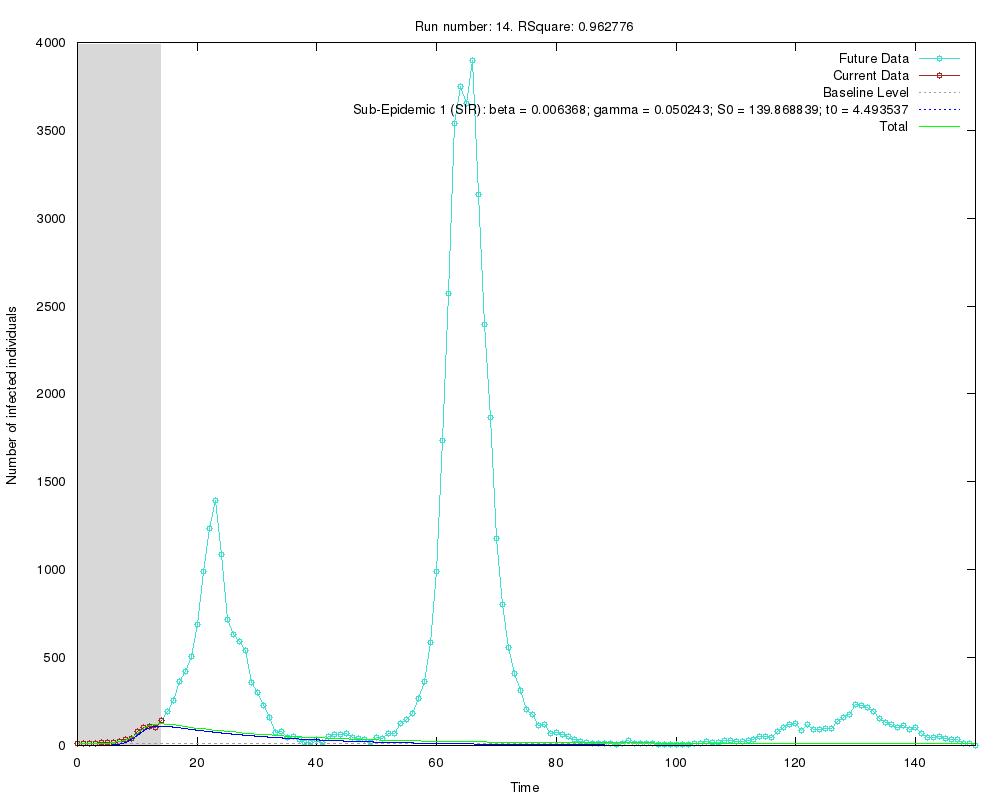 Run number: 14. RSquare: 0.962776
Future Data
Current Data
Baseline Level
Sub-Epidemic 1 (SIR): beta = 0.006368; gamma = 0.050243; S0 = 139.868839; t0 = 4.493537
Total
4000
3500
3000
2500
2000
1500
1000
500
0
Number of infected individuals
0 20 40 60 80 100 120 140
Time